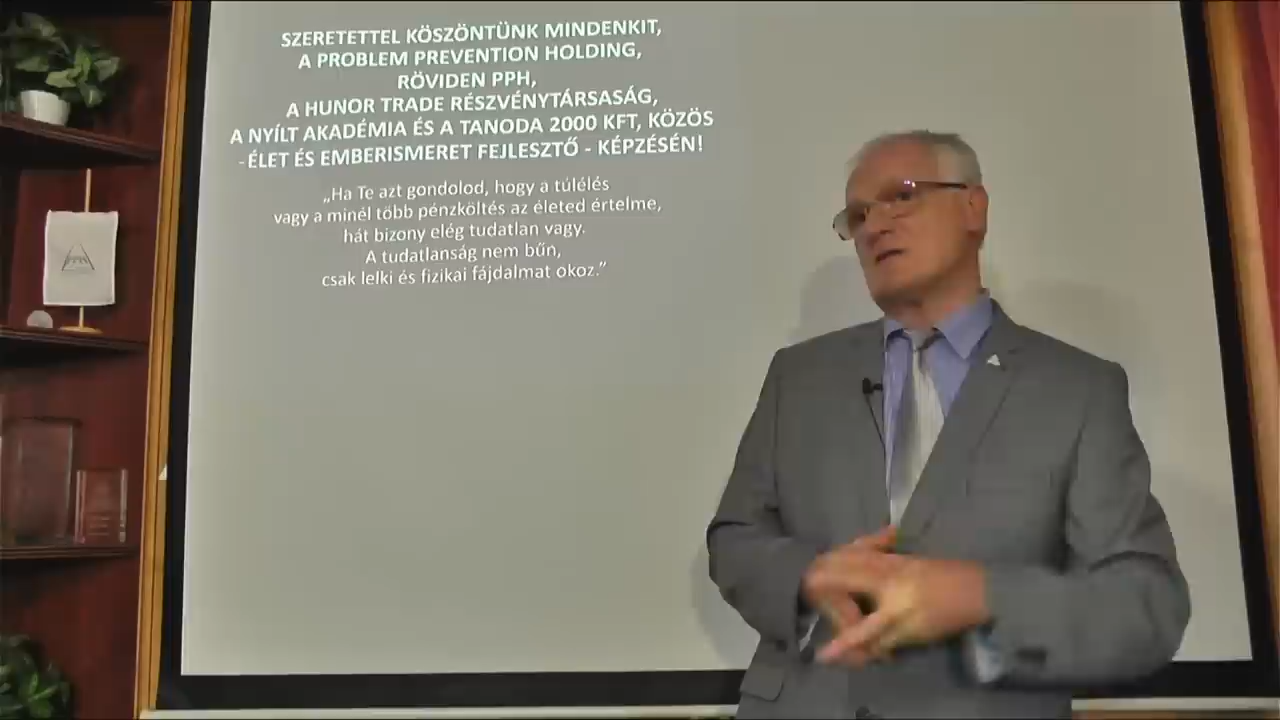 SZERETETTEL KÖSZÖNTÜNK MINDENKIT,
A PROBLEM PREVENTION HOLDING,
RÖVIDEN PPH,
A HUNOR TRADE RÉSZVÉNYTÁRSASÁG,
A NYÍLT AKADÉMIA ÉS A TANODA 2000 KFT, KÖZÖS
- ÉLET ÉS EMBERISMERET FEJLESZTŐ - KÉPZÉSÉN!
„Ha Te azt gondolod, hogy a túlélés
vagy a minél több pénzköltés az életed értelme,
hát bizony elég tudatlan vagy.
A tudatlanság nem bűn,
csak lelki és fizikai fájdalmat okoz.”